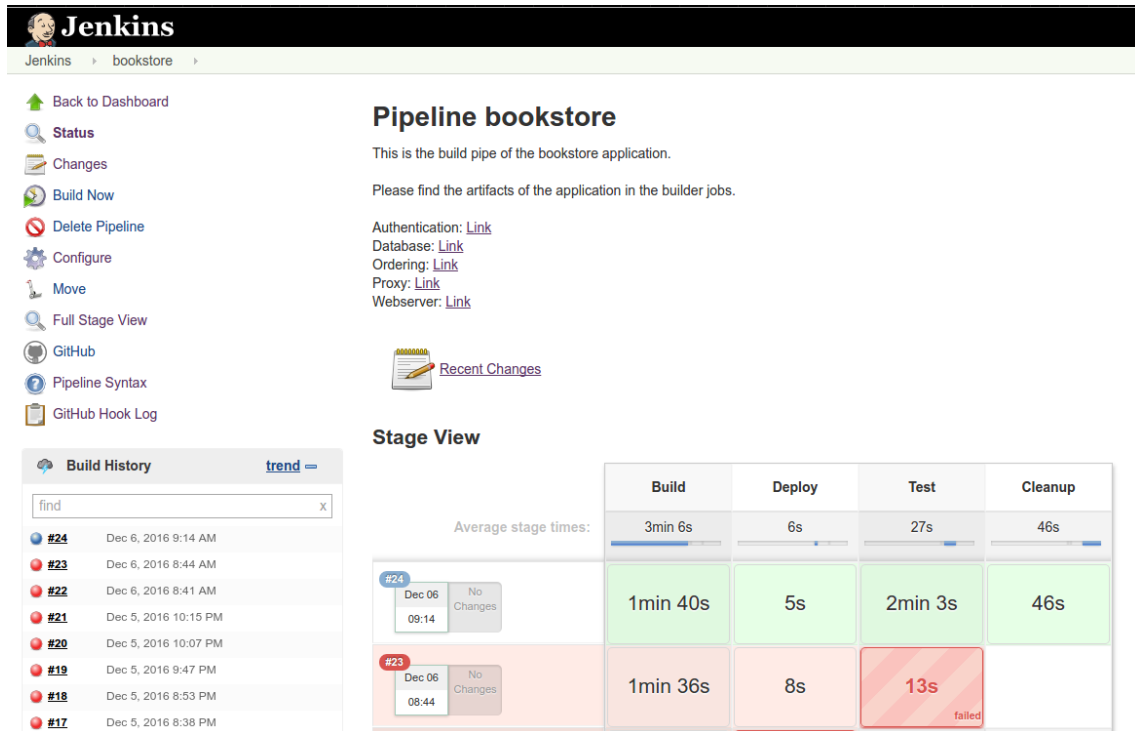 Jenkins
Jenkins bookstore
Back to Dashboard
Status
Changes
Build Now
Delete Pipeline
Configure
Move
Full Stage View
GitHub
Pipeline Syntax
GitHub Hook Log
Build History trend
find x
#24 Dec 6, 2016 9:14 AM
#23 Dec 6, 2016 8:44 AM
#22 Dec 6, 2016 8:41 AM
#21 Dec 5, 2016 10:15 PM
#20 Dec 5, 2016 10:07 PM
#19 Dec 5, 2016 9:47 PM
#18 Dec 5, 2016 8:53 PM
#17 Dec 5, 2016 8:38 PM
Pipeline bookstore
This is the build pipe of the bookstore application.
Please find the artifacts of the application in the builder jobs.
Authentication: Link
Database: Link
Ordering: Link
Proxy: Link
Webserver: Link
Recent Changes
Stage View
Build Deploy Test Cleanup
Average stage times: 3min 6s 6s 27s 46s
#24
Dec 06
09:14
No
Changes
1min 40s 5s 2min 3s 46s
#23
Dec 06
08:44
No
Changes
1min 36s 8s 13s
failed